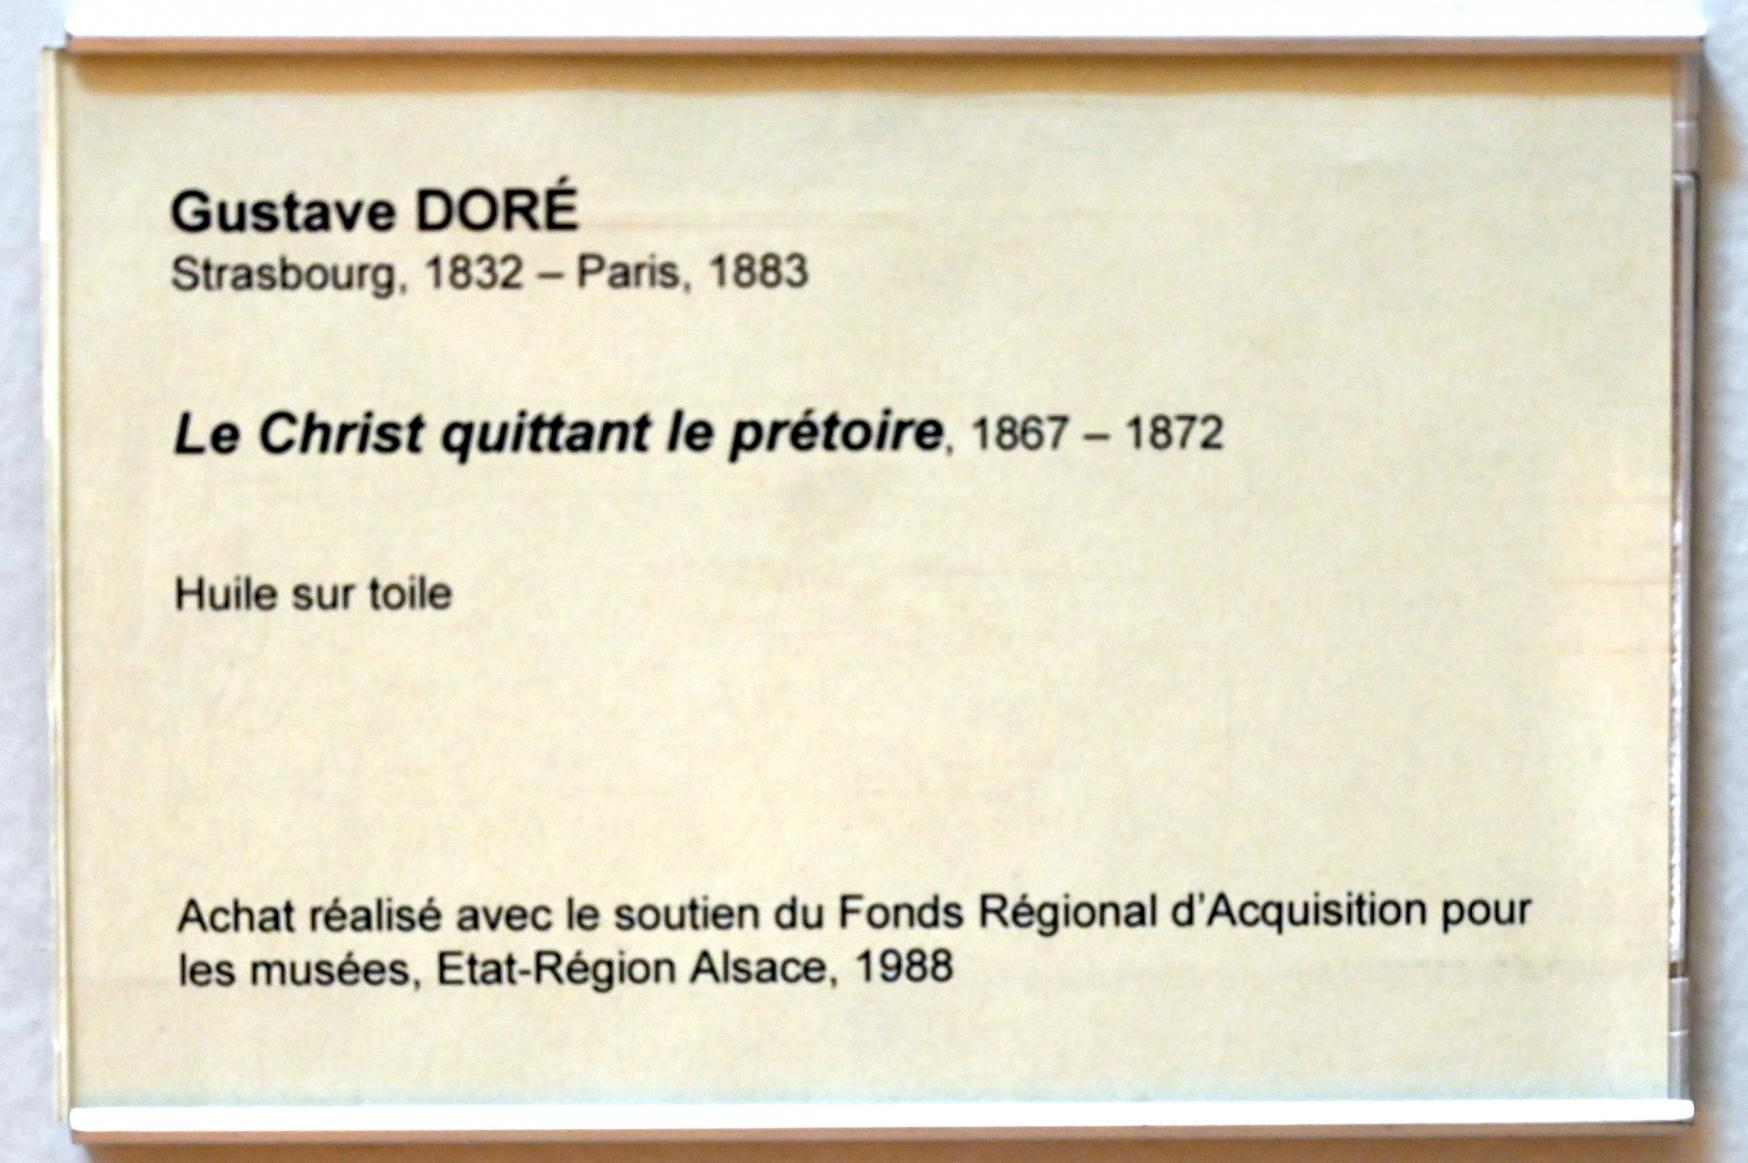 Gustave DORÉ
Strasbourg, 1832 – Paris, 1883
Le Christ quittant le prétoire, 1867 – 1872
Huile sur toile
Achat réalisé avec le soutien du Fonds Régional d’Acquisition pour
les musées, Etat-Région Alsace, 1988